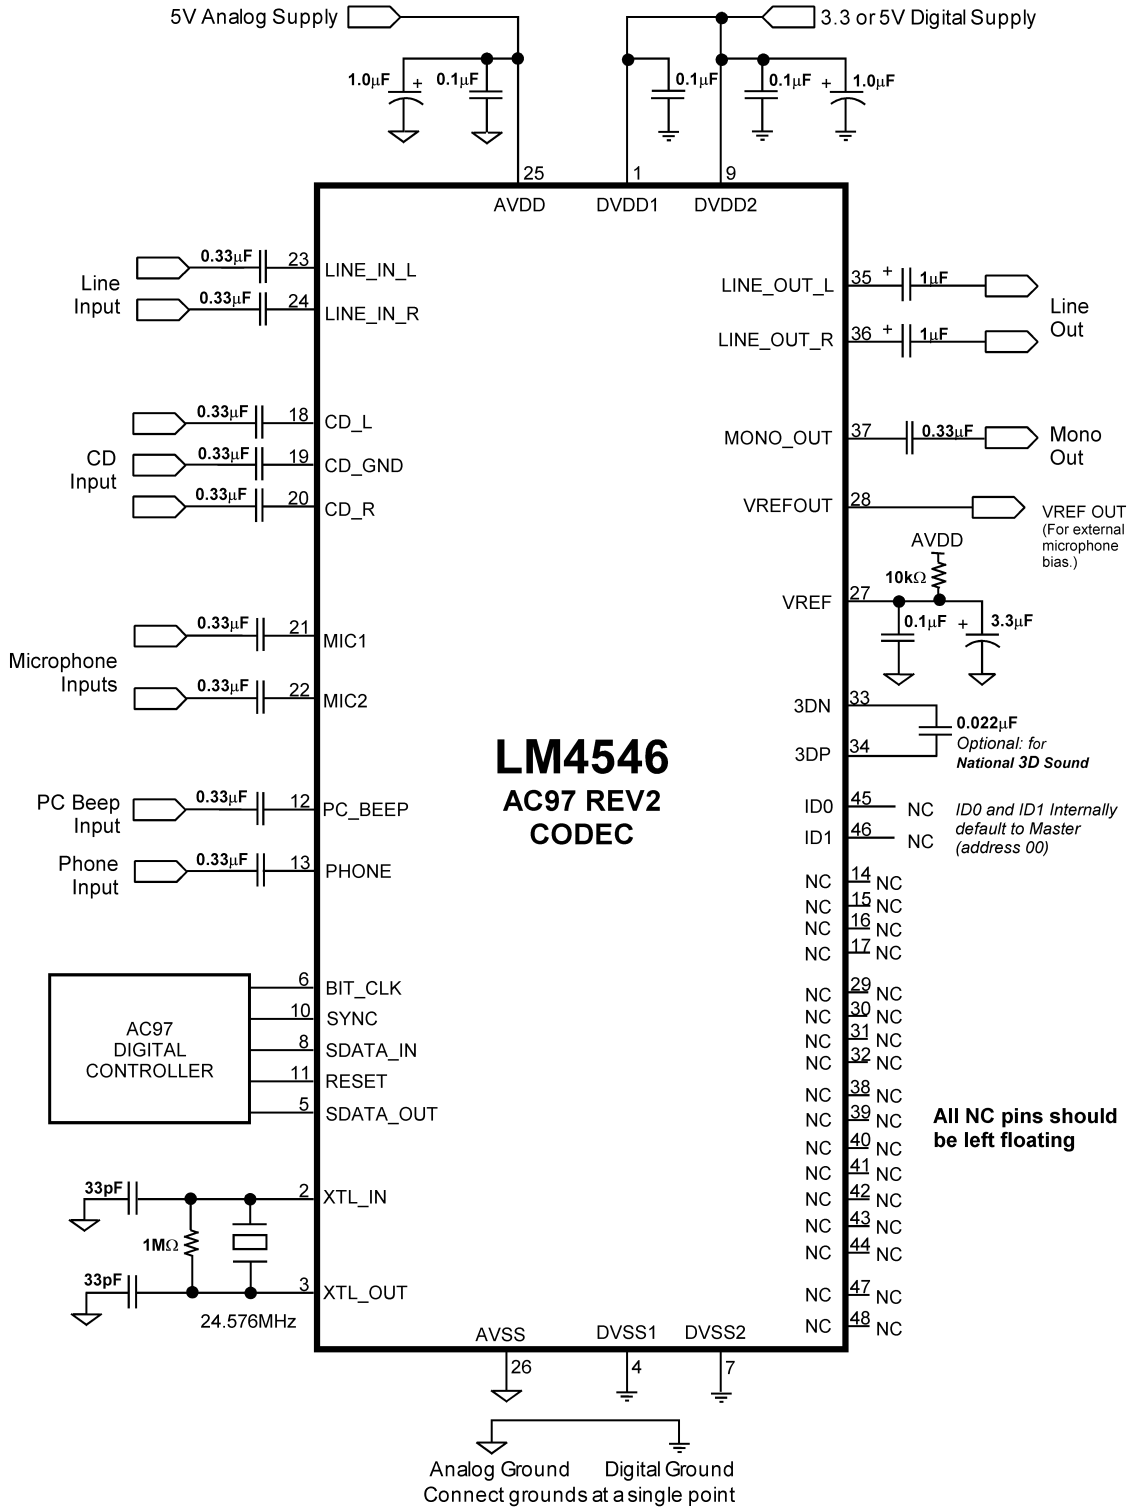 5V Analog Supply
3.3 or 5V Digital Supply
1.0µF +
0.1µF
0.1µF
0.1µF
+ 1.0µF
25
1
9
AVDD
DVDD1
DVDD2
Line
Input
0.33µF
23
LINE_IN_L
0.33µF
24
LINE_IN_R
CD
Input
0.33µF
18
CD_L
0.33µF
19
CD_GND
0.33µF
20
CD_R
Microphone
Inputs
0.33µF
21
MIC1
0.33µF
22
MIC2
PC Beep
Input
0.33µF
12
PC_BEEP
Phone
Input
0.33µF
13
PHONE
AC97
DIGITAL
CONTROLLER
6
BIT_CLK
10
SYNC
8
SDATA_IN
11
RESET
5
SDATA_OUT
33pF
2
XTL_IN
1MΩ
33pF
3
XTL_OUT
24.576MHz
LM4546
AC97 REV2
CODEC
LINE_OUT_L
35
+
1µF
LINE_OUT_R
36
+
1µF
Line
Out
MONO_OUT
37
0.33µF
Mono
Out
VREFOUT
28
VREF OUT
(For external
microphone
bias.)
AVDD
10kΩ
VREF
27
0.1µF
+
3.3µF
3DN
33
3DP
34
0.022µF
Optional: for
National 3D Sound
ID0
45
NC
ID1
46
NC
ID0 and ID1 Internally
default to Master
(address 00)
NC 14 NC
NC 15 NC
NC 16 NC
NC 17 NC
NC 29 NC
NC 30 NC
NC 31 NC
NC 32 NC
NC 38 NC
NC 39 NC
NC 40 NC
NC 41 NC
NC 42 NC
NC 43 NC
NC 44 NC
NC 47 NC
NC 48 NC
All NC pins should
be left floating
AVSS
DVSS1
DVSS2
26
4
7
Analog Ground
Digital Ground
Connect grounds at a single point